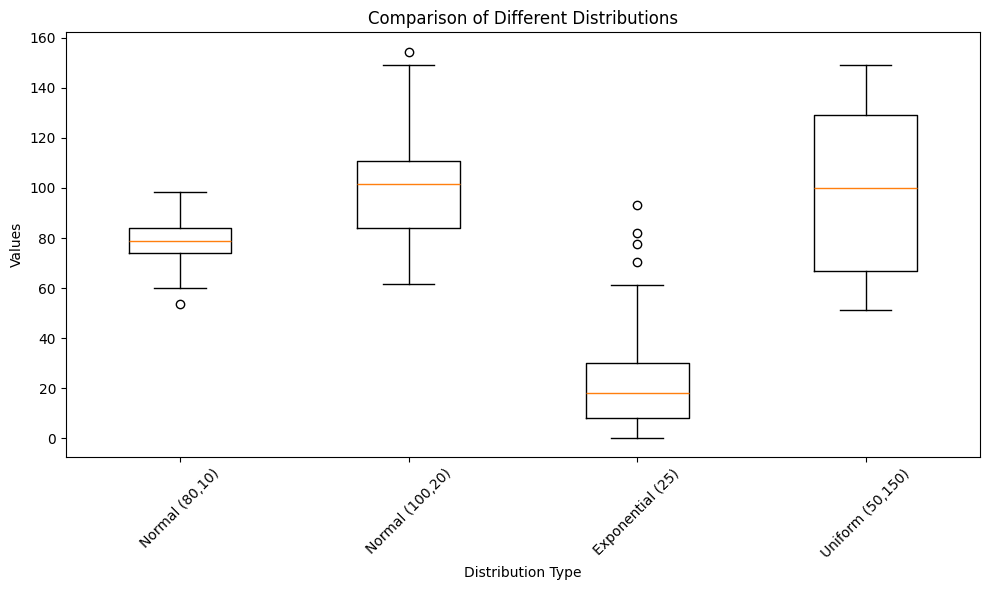 Comparison of Different Distributions
Values
160
140
120
100
80
60
40
20
0
Normal (80,10)
Normal (100,20)
Exponential (25)
Uniform (50,150)
Distribution Type